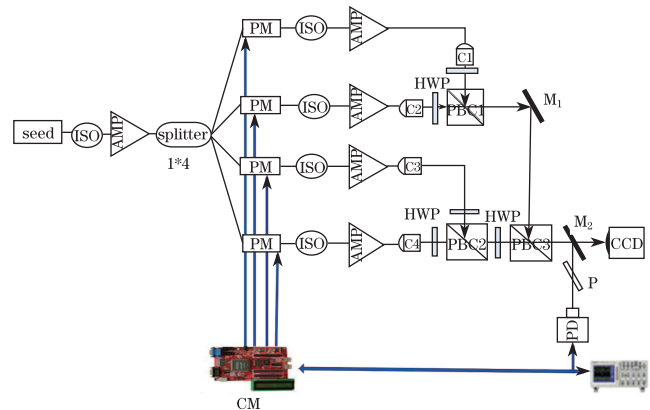 PM
ISO
AMP
C1
HWP
PM
ISO
AMP
C2
PBC1
M1
seed
ISO
AMP
splitter
1*4
PM
ISO
AMP
C3
HWP
HWP
M2
PM
ISO
AMP
C4
PBC2
PBC3
CCD
P
PD
CM